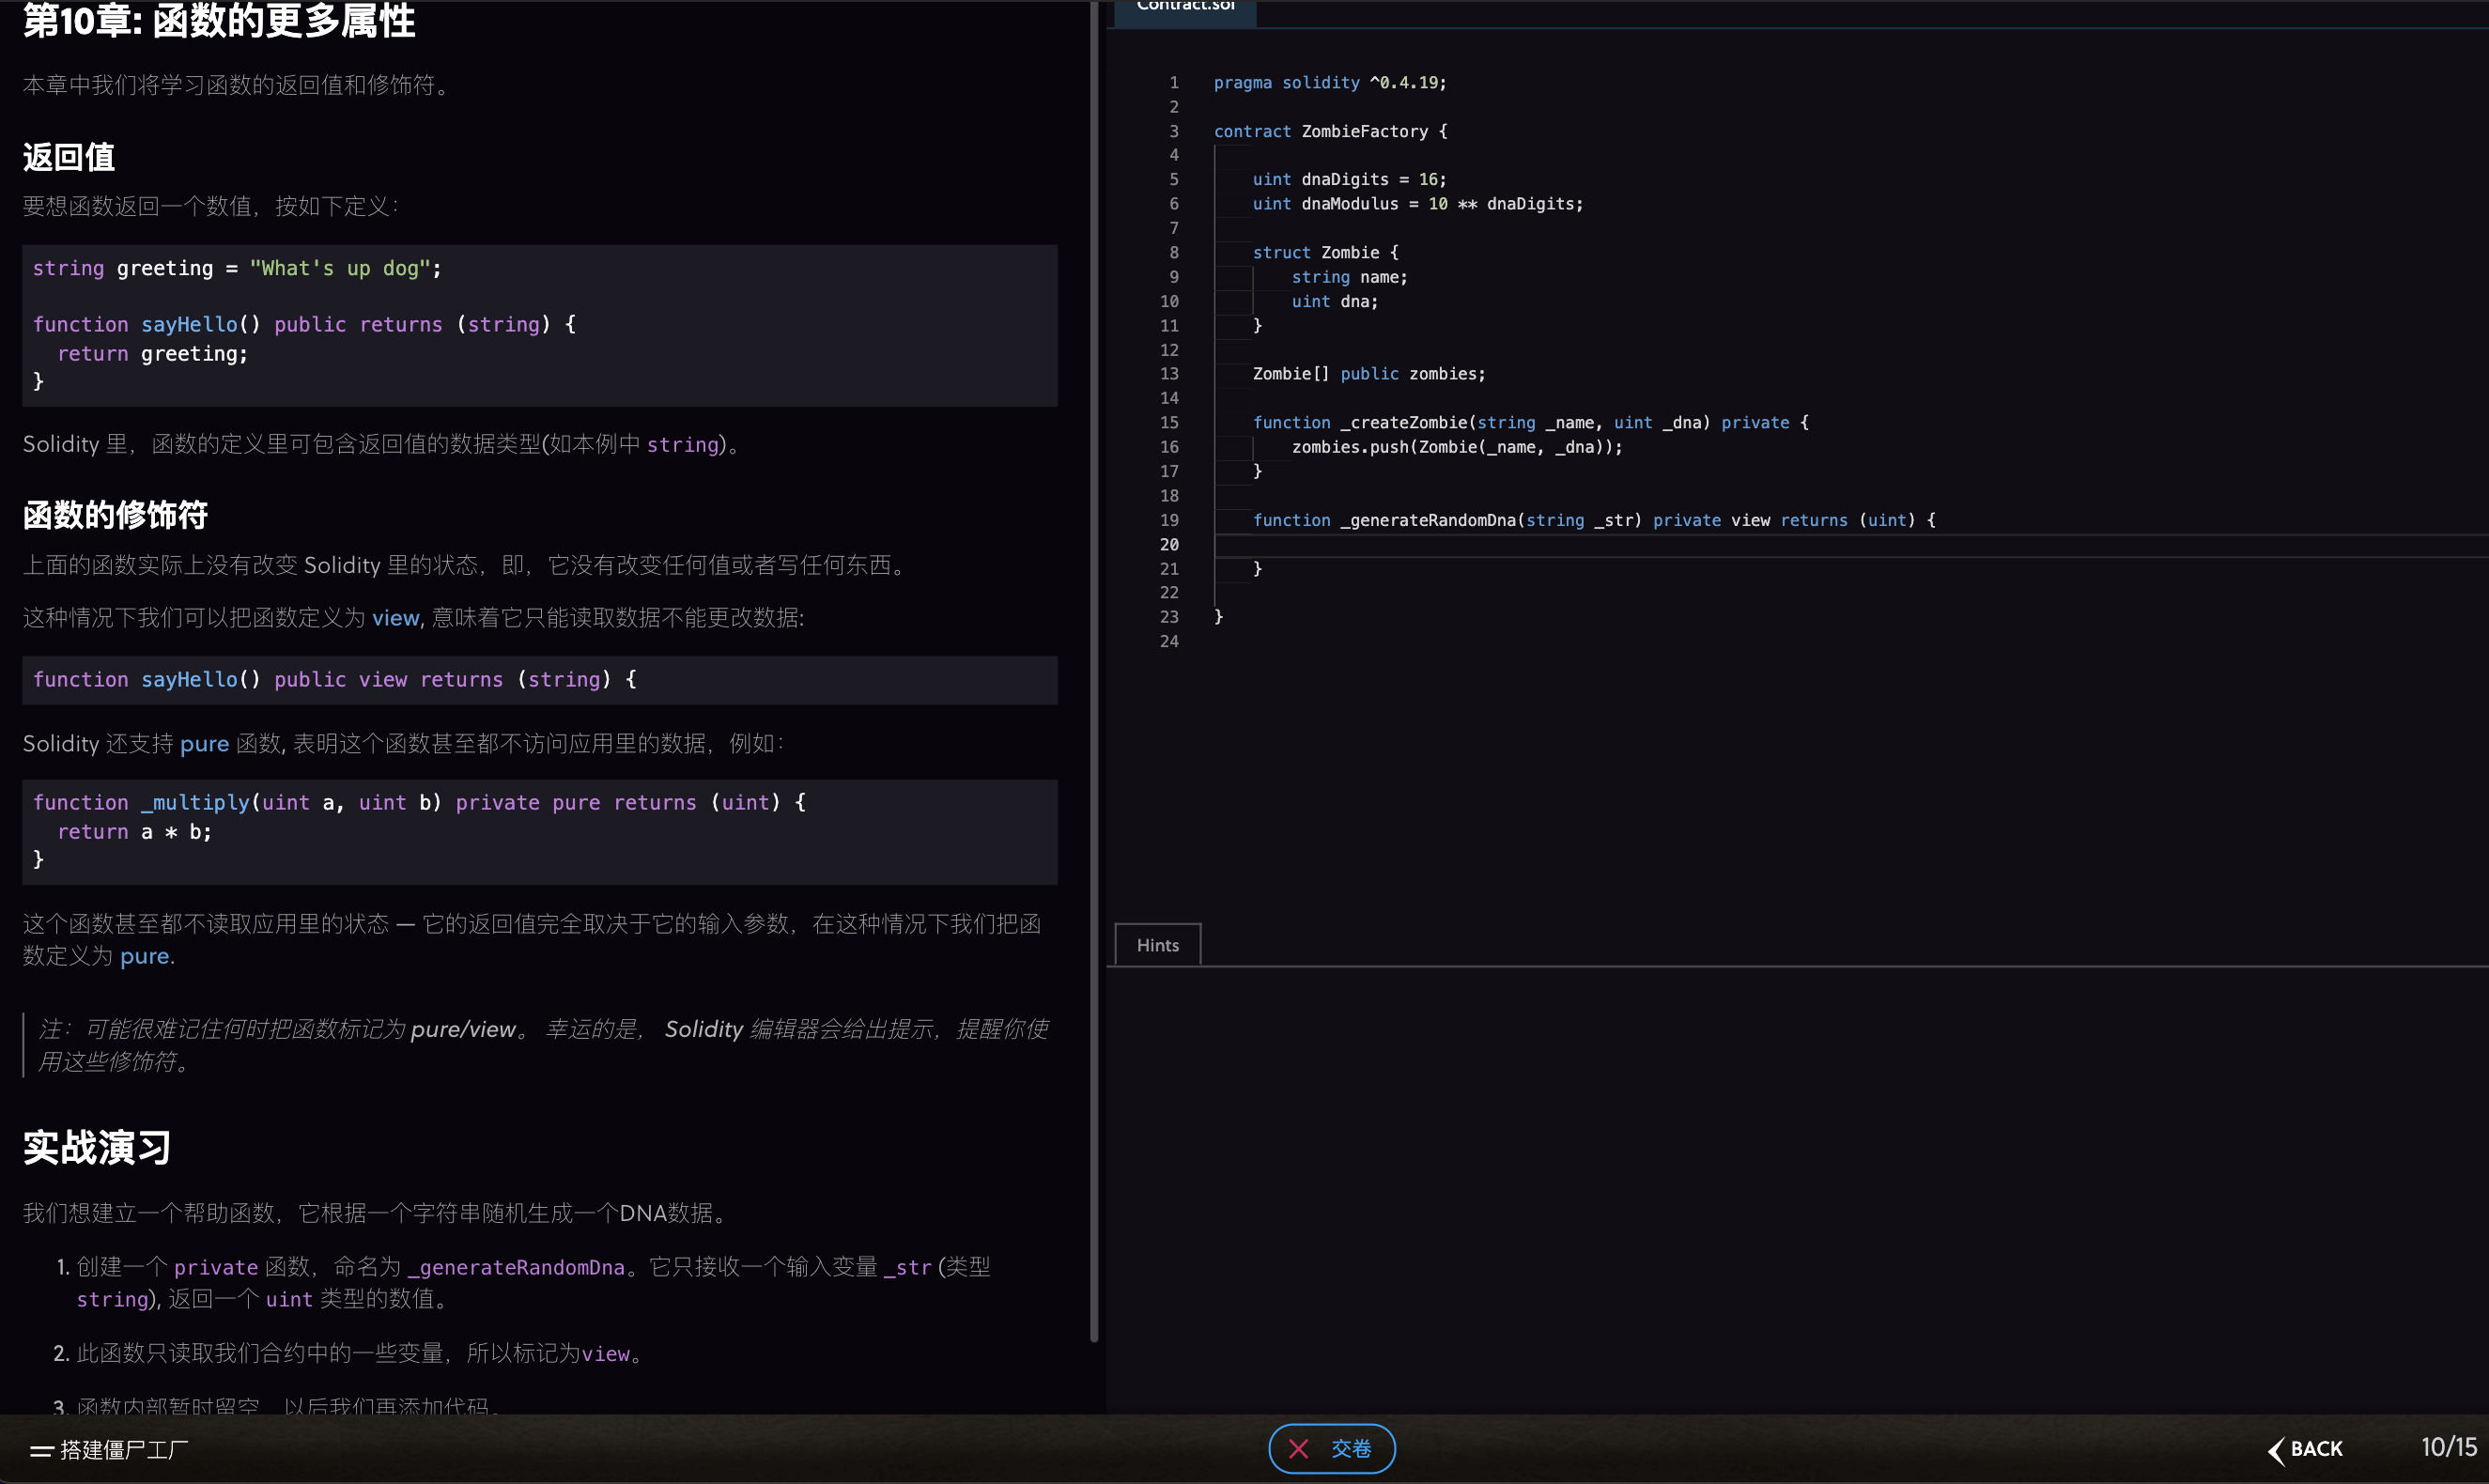 第10章: 函数的更多属性
本章中我们将学习函数的返回值和修饰符。
返回值
要想函数返回一个数值，按如下定义：
string greeting = "What's up dog";
function sayHello() public returns (string) {
return greeting;
}
Solidity 里，函数的定义里可包含返回值的数据类型(如本例中 string)。
函数的修饰符
上面的函数实际上没有改变 Solidity 里的状态，即，它没有改变任何值或者写任何东西。
这种情况下我们可以把函数定义为 view, 意味着它只能读取数据不能更改数据:
function sayHello() public view returns (string) {
Solidity 还支持 pure 函数, 表明这个函数甚至都不访问应用里的数据，例如：
function _multiply(uint a, uint b) private pure returns (uint) {
return a * b;
}
这个函数甚至都不读取应用里的状态 — 它的返回值完全取决于它的输入参数，在这种情况下我们把函
数定义为 pure.
注：可能很难记住何时把函数标记为 pure/view。 幸运的是， Solidity 编辑器会给出提示，提醒你使
用这些修饰符。
实战演习
我们想建立一个帮助函数，它根据一个字符串随机生成一个DNA数据。
1. 创建一个 private 函数，命名为 _generateRandomDna。它只接收一个输入变量 _str (类型
string), 返回一个 uint 类型的数值。
2. 此函数只读取我们合约中的一些变量，所以标记为view。
3. 函数内部暂时留空，以后我们再添加代码。
Contract.sol
1 pragma solidity ^0.4.19;
2
3 contract ZombieFactory {
4
5 uint dnaDigits = 16;
6 uint dnaModulus = 10 ** dnaDigits;
7
8 struct Zombie {
9 string name;
10 uint dna;
11 }
12
13 Zombie[] public zombies;
14
15 function _createZombie(string _name, uint _dna) private {
16 zombies.push(Zombie(_name, _dna));
17 }
18
19 function _generateRandomDna(string _str) private view returns (uint) {
20
21 }
22
23 }
24
Hints
搭建僵尸工厂
交卷
BACK
10/15